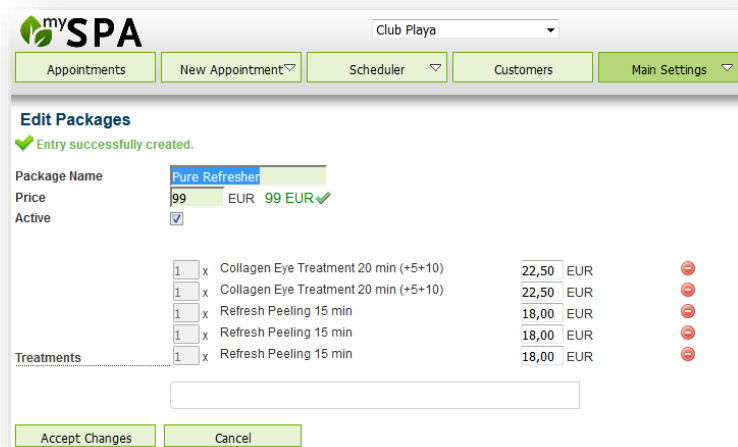 mySPA
Club Playa
Appointments New Appointment Scheduler Customers Main Settings
Edit Packages
Entry successfully created.
Package Name Pure Refresher
Price 99 EUR 99 EUR
Active
1 x Collagen Eye Treatment 20 min (+5+10) 22,50 EUR
1 x Collagen Eye Treatment 20 min (+5+10) 22,50 EUR
1 x Refresh Peeling 15 min 18,00 EUR
1 x Refresh Peeling 15 min 18,00 EUR
Treatments 1 x Refresh Peeling 15 min 18,00 EUR
Accept Changes Cancel